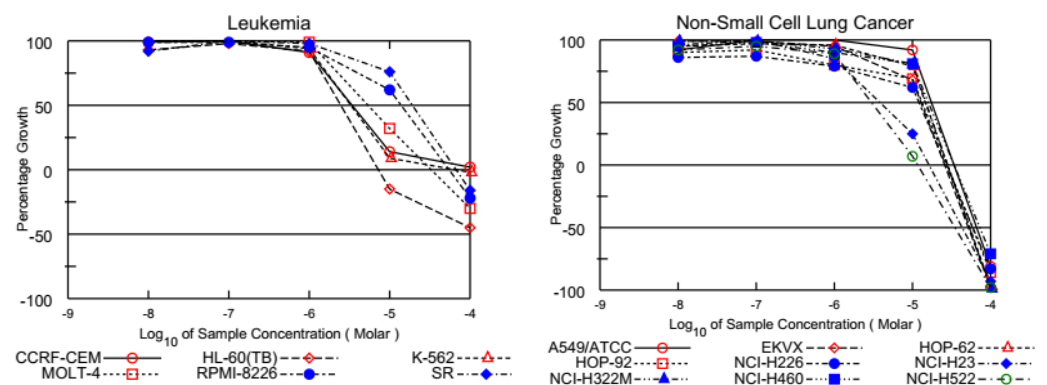 Leukemia
100
50
0
-50
-100
Percentage Growth
-9 -8 -7 -6 -5 -4
Log10 of Sample Concentration ( Molar )
CCRF-CEM HL-60(TB) K-562
MOLT-4 RPMI-8226 SR
Non-Small Cell Lung Cancer
100
50
0
-50
-100
Percentage Growth
-9 -8 -7 -6 -5 -4
Log10 of Sample Concentration ( Molar )
A549/ATCC EKVX HOP-62
HOP-92 NCI-H226 NCI-H23
NCI-H322M NCI-H460 NCI-H522